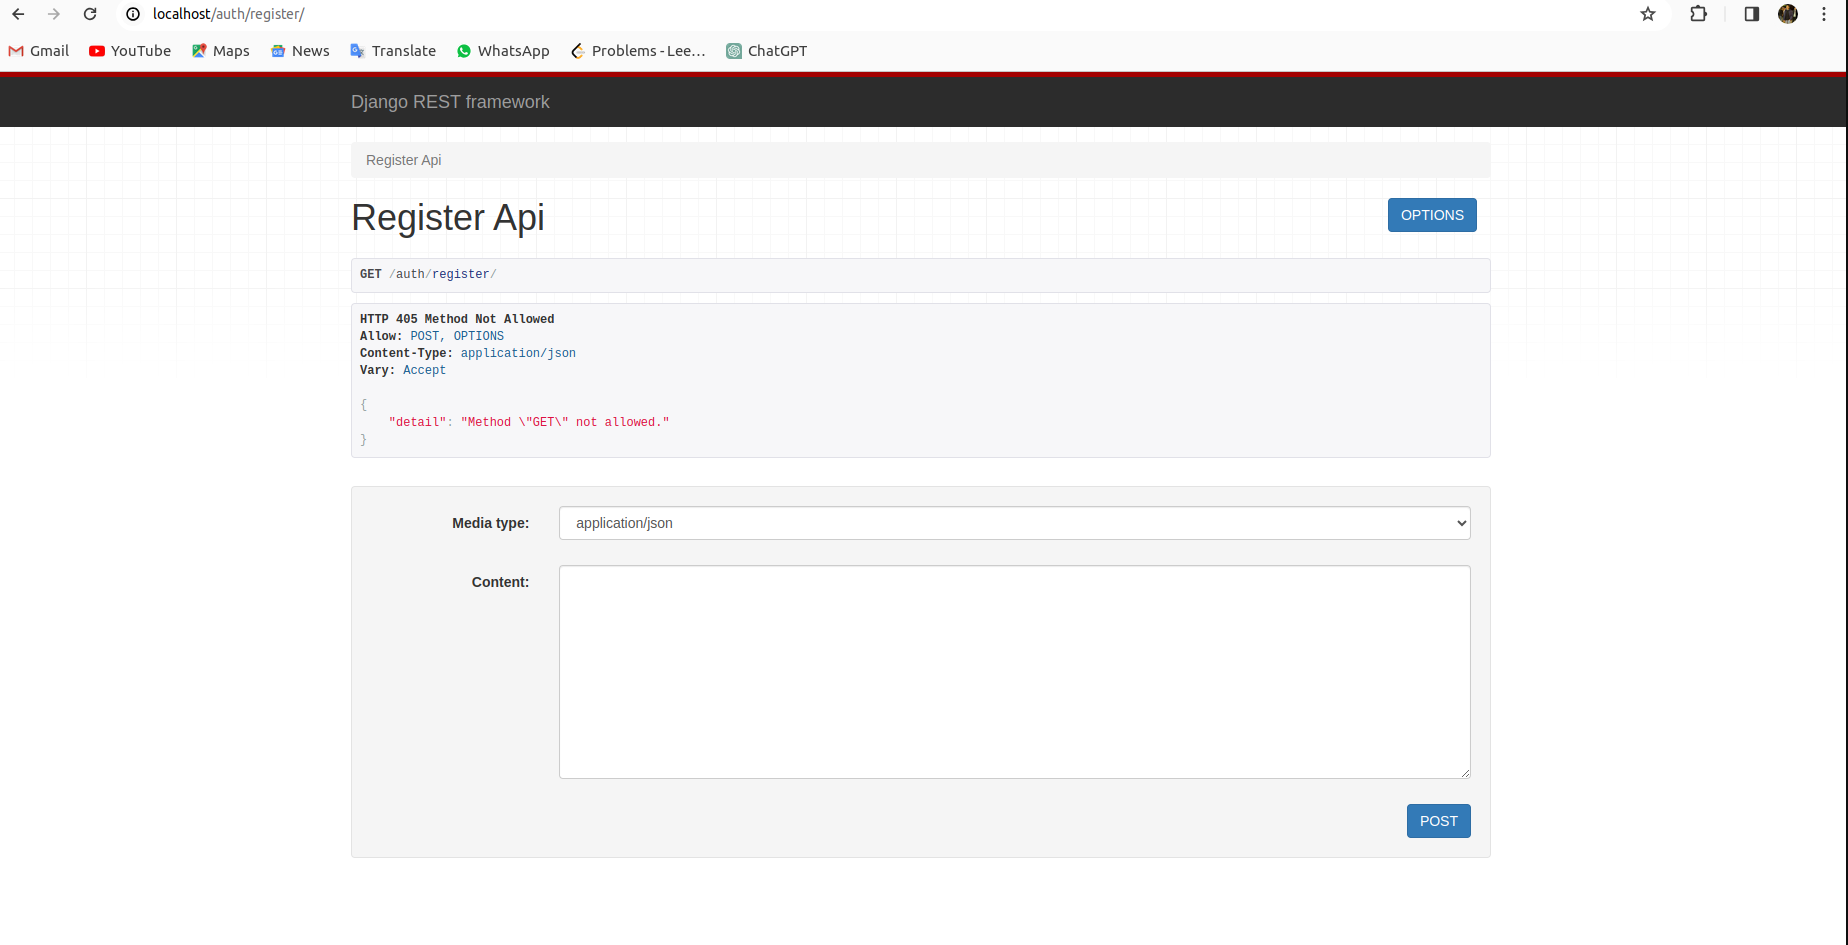 localhost/auth/register/
Gmail YouTube Maps News Translate WhatsApp Problems - Lee... ChatGPT
Django REST framework
Register Api
Register Api
OPTIONS
GET /auth/register/
HTTP 405 Method Not Allowed
Allow: POST, OPTIONS
Content-Type: application/json
Vary: Accept
{
"detail": "Method \"GET\" not allowed."
}
Media type: application/json
Content:
POST